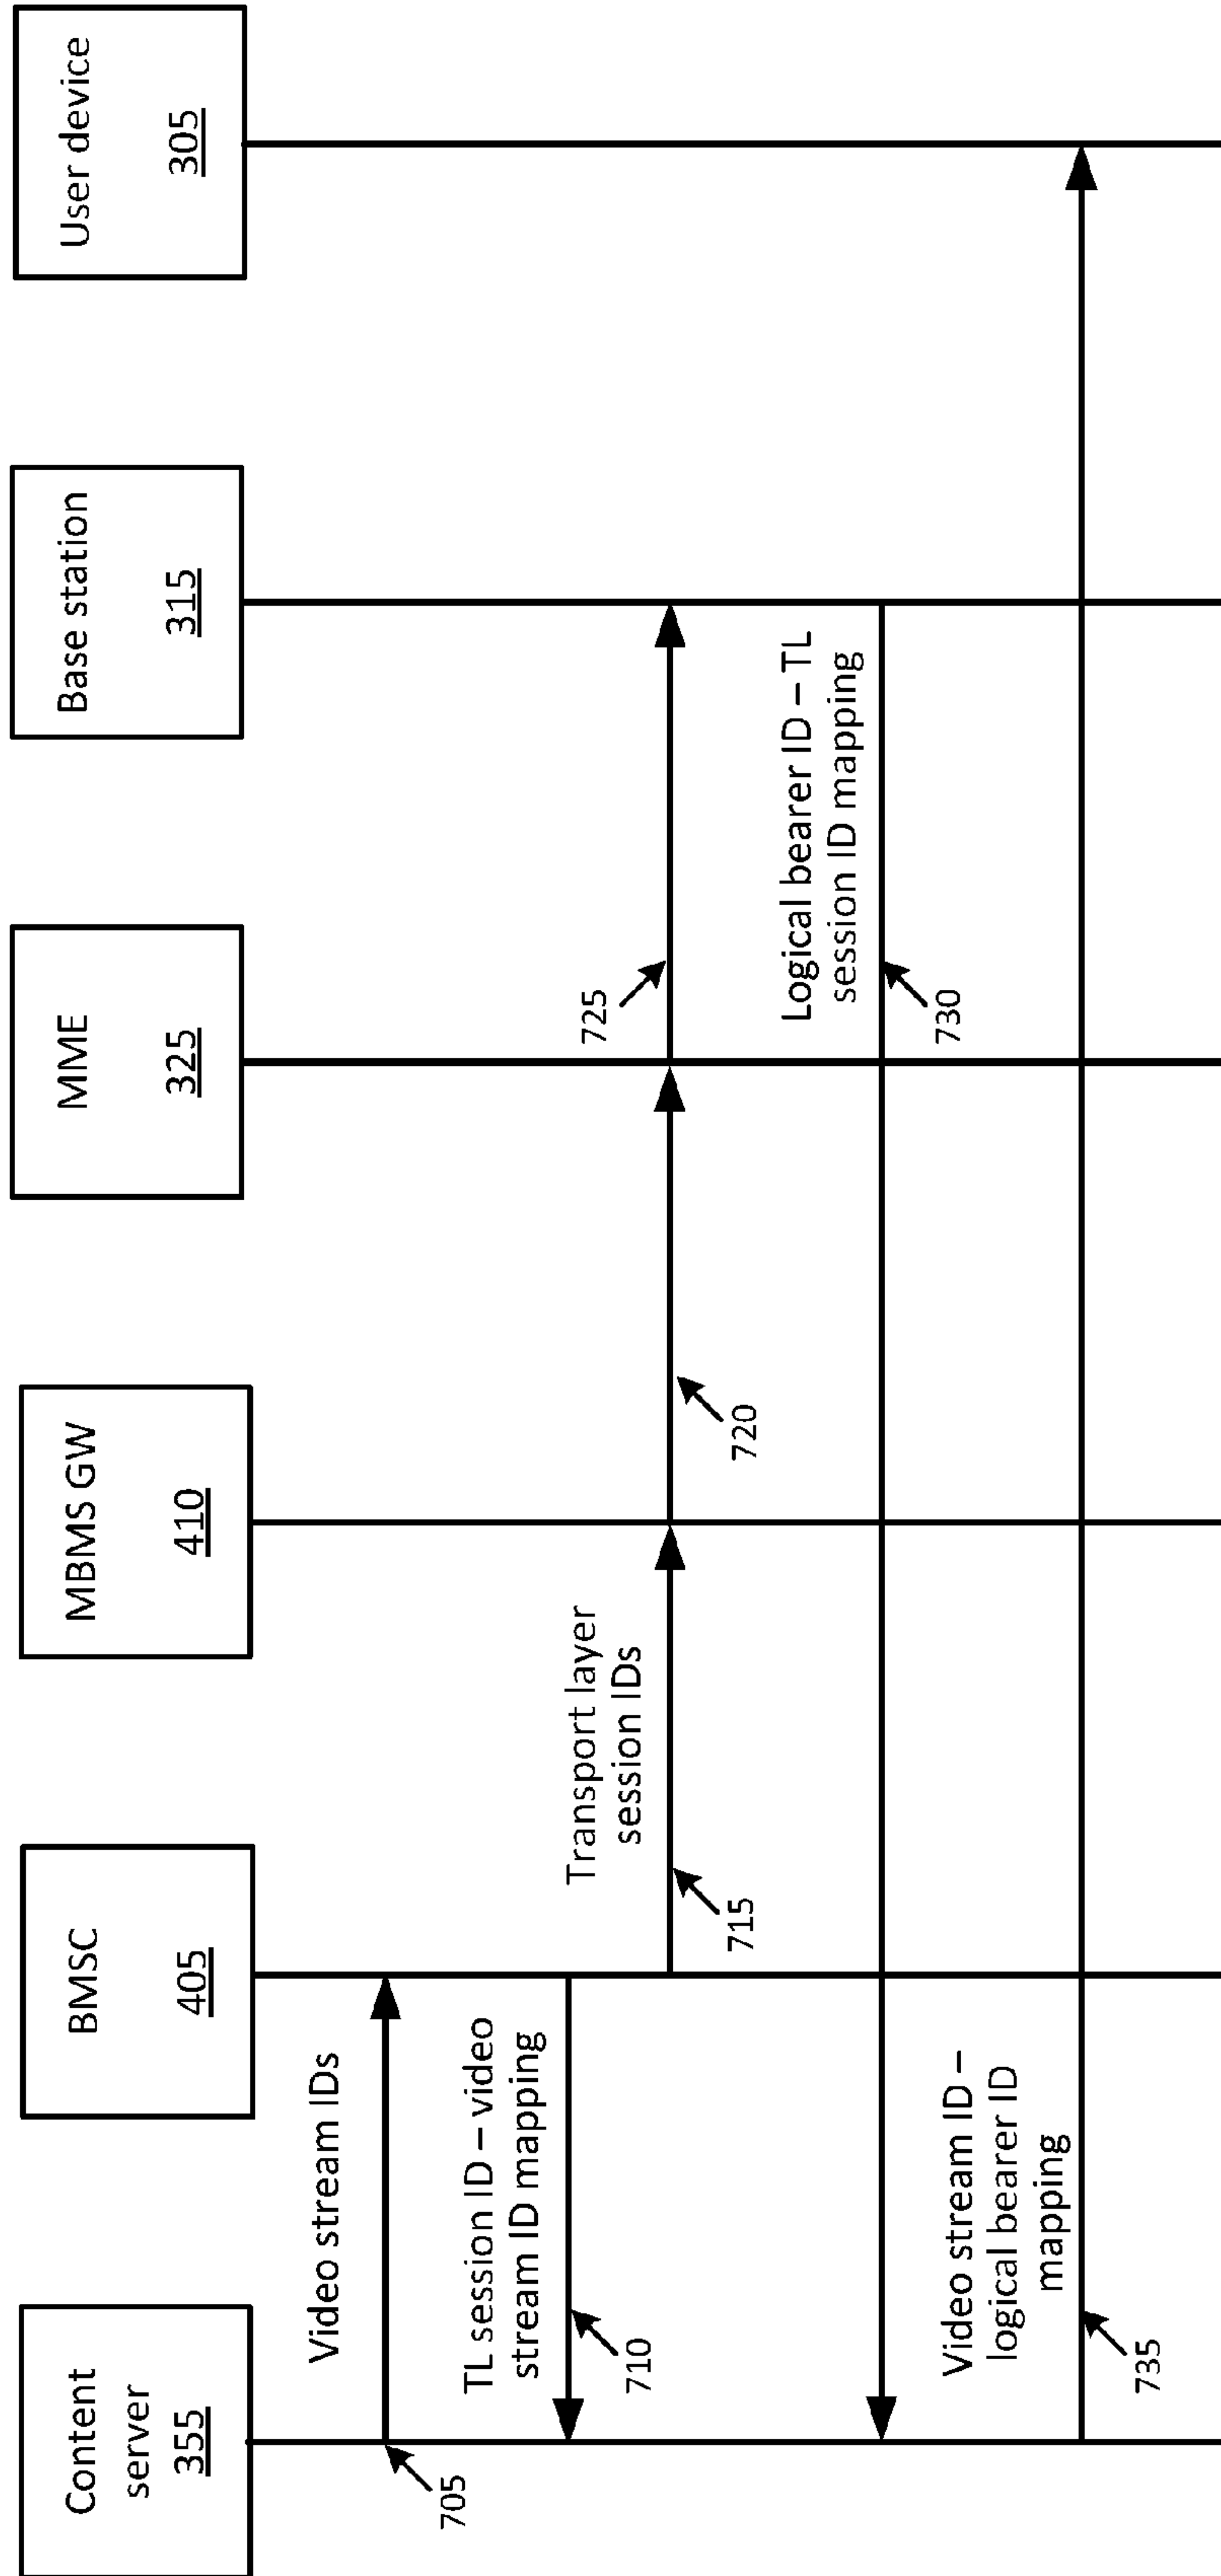 Content
server
355
BMSC
405
MBMS GW
410
MME
325
Base station
315
User device
305
Video stream IDs
705
TL session ID – video
stream ID mapping
710
Transport layer
session IDs
715
720
725
Logical bearer ID – TL
session ID mapping
730
Video stream ID –
logical bearer ID
mapping
735